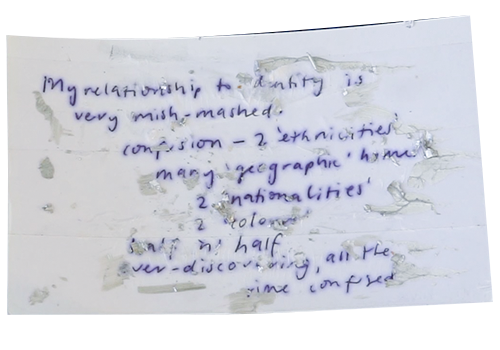 My relationship to identity is
very mish-mashed.
confusion - 2 'ethnicities'
many 'geographic' home
2 'nationalities'
2 'colours'
half n' half
ever-discovering, all the
time confused